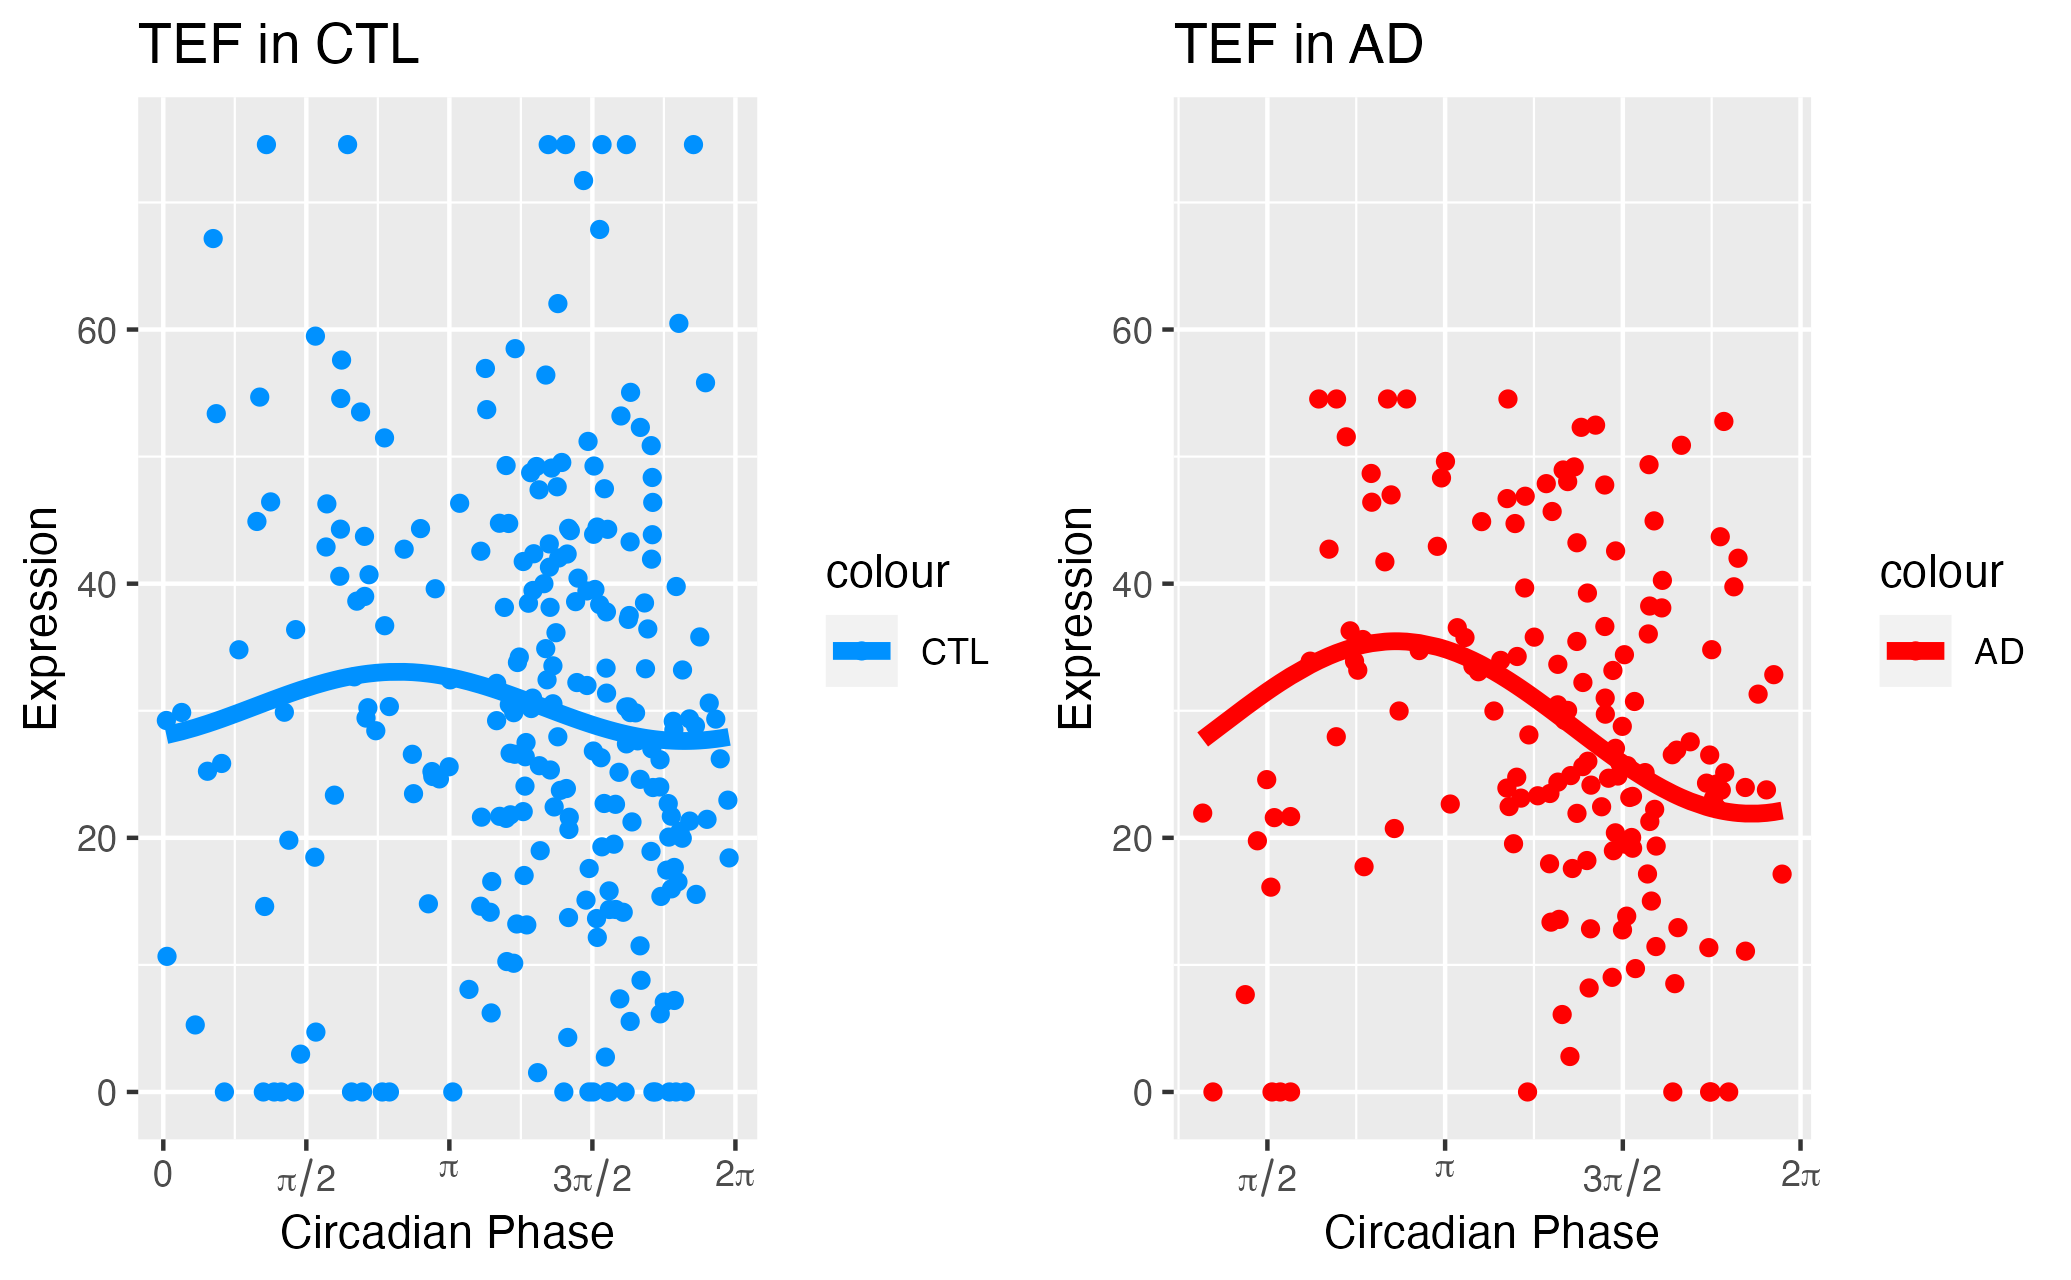 TEF in CTL
Expression
60
40
20
0
0 π/2 π 3π/2 2π
Circadian Phase
colour
CTL
TEF in AD
Expression
60
40
20
0
π/2 π 3π/2 2π
Circadian Phase
colour
AD